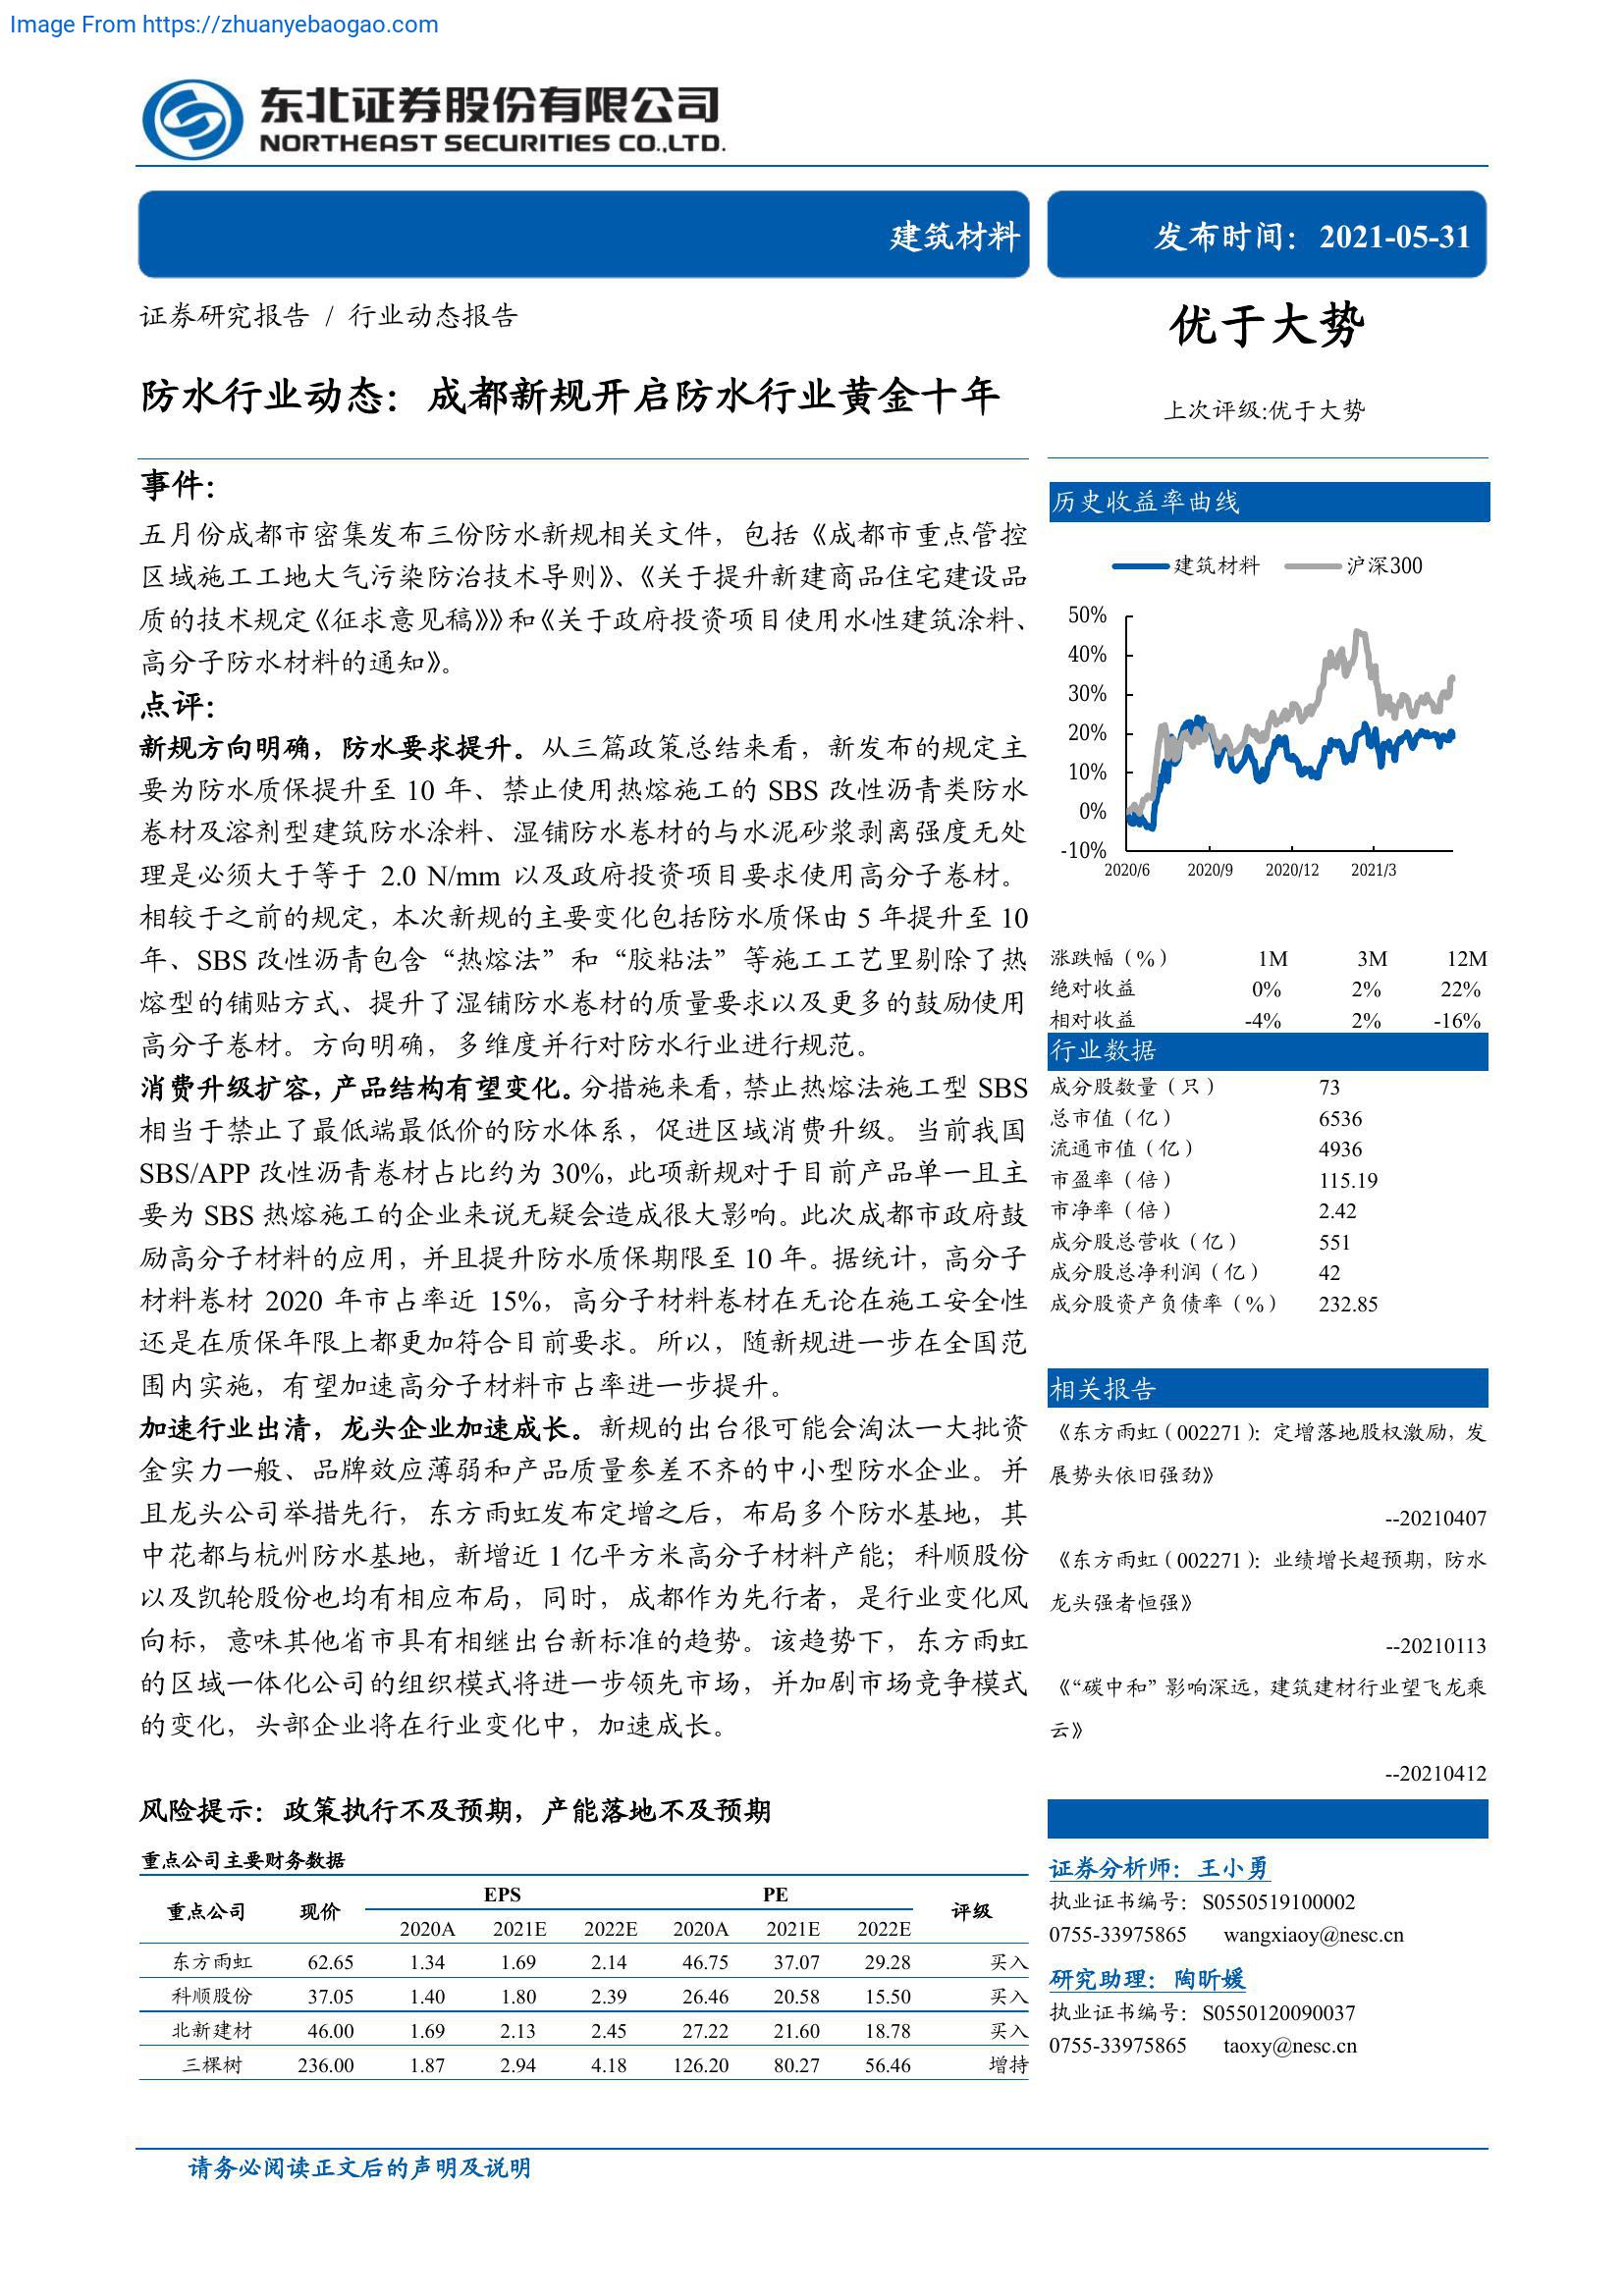 Image From https://zhuanyebaogao.com
东北证券股份有限公司
NORTHEAST SECURITIES CO.,LTD.
建筑材料
发布时间：2021-05-31
证券研究报告 / 行业动态报告
优于大势
防水行业动态：成都新规开启防水行业黄金十年
上次评级:优于大势
事件：
五月份成都市密集发布三份防水新规相关文件，包括《成都市重点管控
区域施工工地大气污染防治技术导则》、《关于提升新建商品住宅建设品
质的技术规定《征求意见稿》》和《关于政府投资项目使用水性建筑涂料、
高分子防水材料的通知》。
点评：
新规方向明确，防水要求提升。从三篇政策总结来看，新发布的规定主
要为防水质保提升至 10 年、禁止使用热熔施工的 SBS 改性沥青类防水
卷材及溶剂型建筑防水涂料、湿铺防水卷材的与水泥砂浆剥离强度无处
理是必须大于等于 2.0 N/mm 以及政府投资项目要求使用高分子卷材。
相较于之前的规定，本次新规的主要变化包括防水质保由 5 年提升至 10
年、SBS 改性沥青包含“热熔法”和“胶粘法”等施工工艺里剔除了热
熔型的铺贴方式、提升了湿铺防水卷材的质量要求以及更多的鼓励使用
高分子卷材。方向明确，多维度并行对防水行业进行规范。
消费升级扩容，产品结构有望变化。分措施来看，禁止热熔法施工型 SBS
相当于禁止了最低端最低价的防水体系，促进区域消费升级。当前我国
SBS/APP 改性沥青卷材占比约为 30%，此项新规对于目前产品单一且主
要为 SBS 热熔施工的企业来说无疑会造成很大影响。此次成都市政府鼓
励高分子材料的应用，并且提升防水质保期限至 10 年。据统计，高分子
材料卷材 2020 年市占率近 15%，高分子材料卷材在无论在施工安全性
还是在质保年限上都更加符合目前要求。所以，随新规进一步在全国范
围内实施，有望加速高分子材料市占率进一步提升。
加速行业出清，龙头企业加速成长。新规的出台很可能会淘汰一大批资
金实力一般、品牌效应薄弱和产品质量参差不齐的中小型防水企业。并
且龙头公司举措先行，东方雨虹发布定增之后，布局多个防水基地，其
中花都与杭州防水基地，新增近 1 亿平方米高分子材料产能；科顺股份
以及凯轮股份也均有相应布局，同时，成都作为先行者，是行业变化风
向标，意味其他省市具有相继出台新标准的趋势。该趋势下，东方雨虹
的区域一体化公司的组织模式将进一步领先市场，并加剧市场竞争模式
的变化，头部企业将在行业变化中，加速成长。
风险提示：政策执行不及预期，产能落地不及预期
重点公司主要财务数据
重点公司 现价 EPS PE 评级
2020A 2021E 2022E 2020A 2021E 2022E
东方雨虹 62.65 1.34 1.69 2.14 46.75 37.07 29.28 买入
科顺股份 37.05 1.40 1.80 2.39 26.46 20.58 15.50 买入
北新建材 46.00 1.69 2.13 2.45 27.22 21.60 18.78 买入
三棵树 236.00 1.87 2.94 4.18 126.20 80.27 56.46 增持
历史收益率曲线
建筑材料 沪深300
50%
40%
30%
20%
10%
0%
-10%
2020/6 2020/9 2020/12 2021/3
涨跌幅（%） 1M 3M 12M
绝对收益 0% 2% 22%
相对收益 -4% 2% -16%
行业数据
成分股数量（只） 73
总市值（亿） 6536
流通市值（亿） 4936
市盈率（倍） 115.19
市净率（倍） 2.42
成分股总营收（亿） 551
成分股总净利润（亿） 42
成分股资产负债率（%） 232.85
相关报告
《东方雨虹（002271）：定增落地股权激励，发
展势头依旧强劲》
--20210407
《东方雨虹（002271）：业绩增长超预期，防水
龙头强者恒强》
--20210113
《“碳中和”影响深远，建筑建材行业望飞龙乘
云》
--20210412
证券分析师：王小勇
执业证书编号：S0550519100002
0755-33975865 wangxiaoy@nesc.cn
研究助理：陶昕媛
执业证书编号：S0550120090037
0755-33975865 taoxy@nesc.cn
请务必阅读正文后的声明及说明